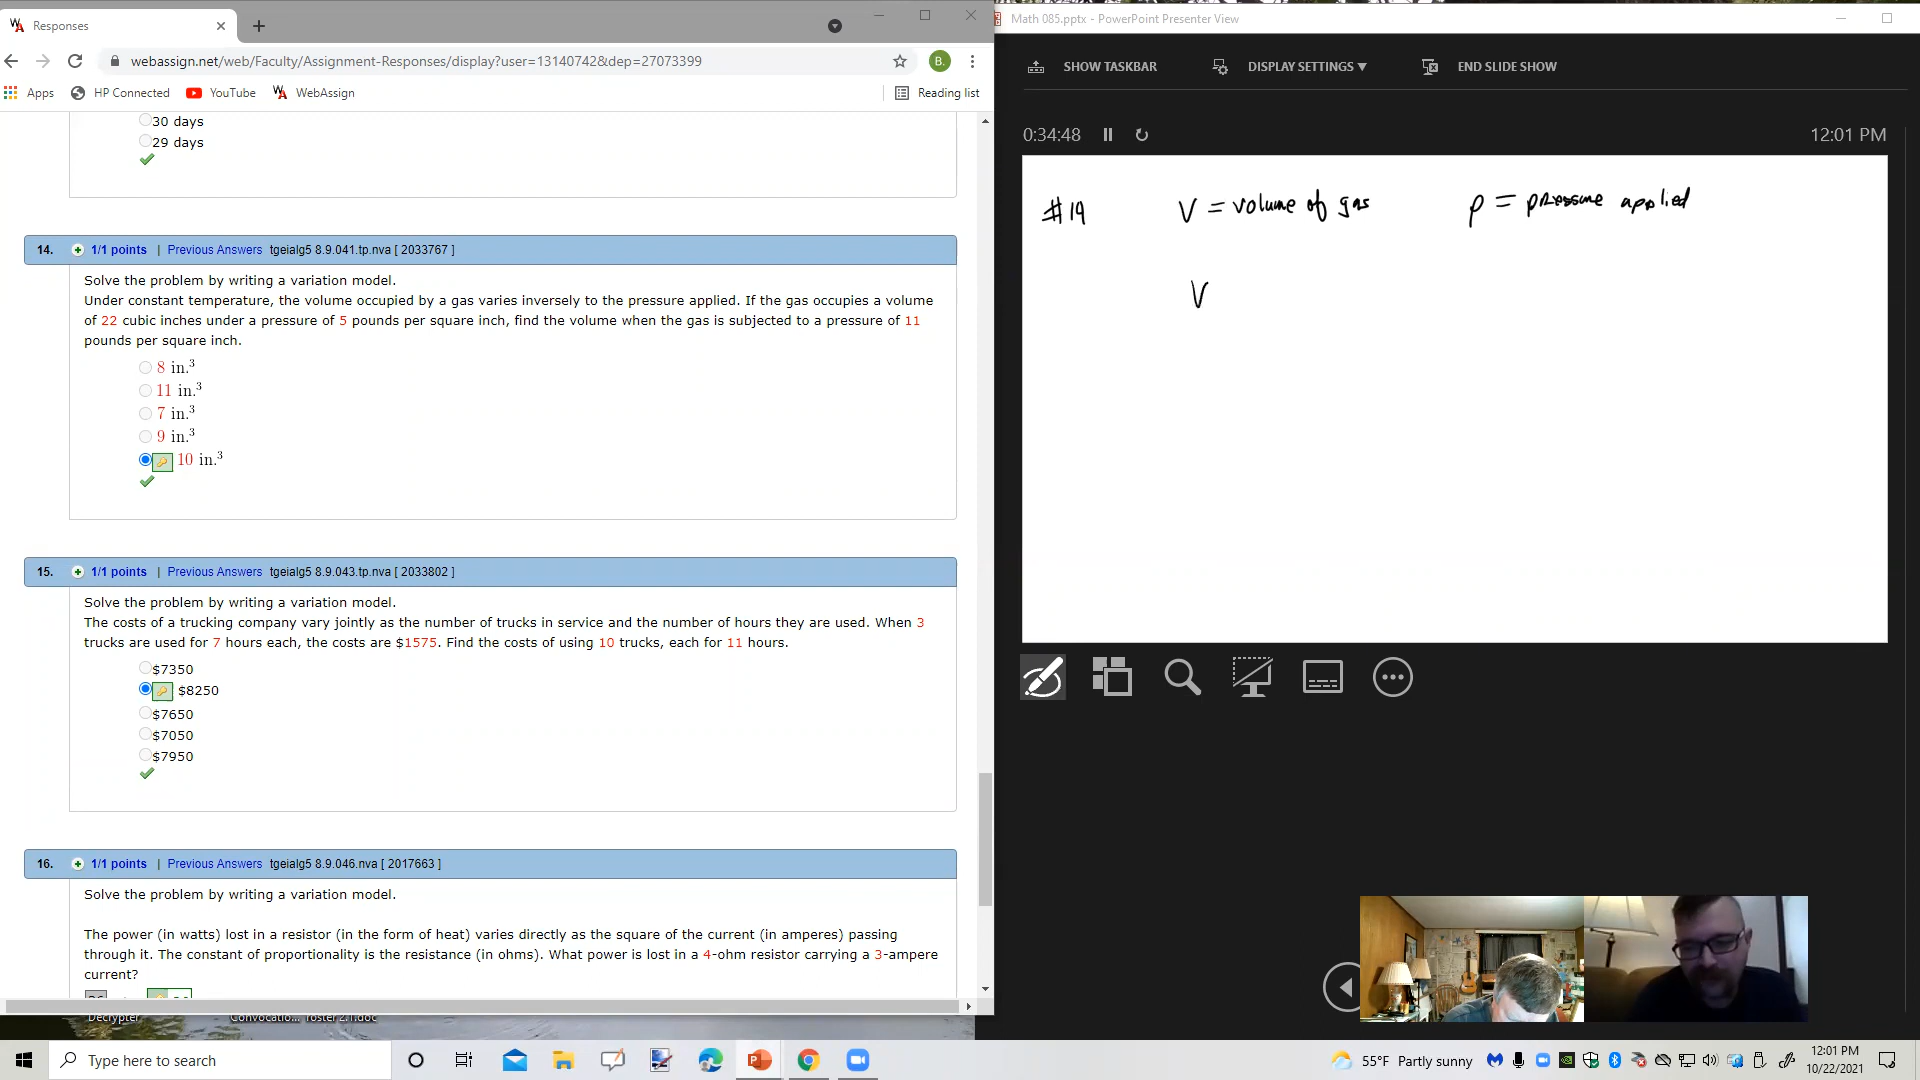 Responses
webassign.net/web/Faculty/Assignment-Responses/display?user=13140742&dep=27073399
B.
Apps HP Connected YouTube WebAssign Reading list
30 days
29 days
14. 1/1 points | Previous Answers tgeialg5 8.9.041.tp.nva [ 2033767 ]
Solve the problem by writing a variation model.
Under constant temperature, the volume occupied by a gas varies inversely to the pressure applied. If the gas occupies a volume
of 22 cubic inches under a pressure of 5 pounds per square inch, find the volume when the gas is subjected to a pressure of 11
pounds per square inch.
8 in.³
11 in.³
7 in.³
9 in.³
10 in.³
15. 1/1 points | Previous Answers tgeialg5 8.9.043.tp.nva [ 2033802 ]
Solve the problem by writing a variation model.
The costs of a trucking company vary jointly as the number of trucks in service and the number of hours they are used. When 3
trucks are used for 7 hours each, the costs are $1575. Find the costs of using 10 trucks, each for 11 hours.
$7350
$8250
$7650
$7050
$7950
16. 1/1 points | Previous Answers tgeialg5 8.9.046.nva [ 2017663 ]
Solve the problem by writing a variation model.
The power (in watts) lost in a resistor (in the form of heat) varies directly as the square of the current (in amperes) passing
through it. The constant of proportionality is the resistance (in ohms). What power is lost in a 4-ohm resistor carrying a 3-ampere
current?
Math 085.pptx - PowerPoint Presenter View
SHOW TASKBAR DISPLAY SETTINGS END SLIDE SHOW
0:34:48 12:01 PM
#14 V = volume of gas p = pressure applied
V
Decrypter
Type here to search
55°F Partly sunny
12:01 PM
10/22/2021